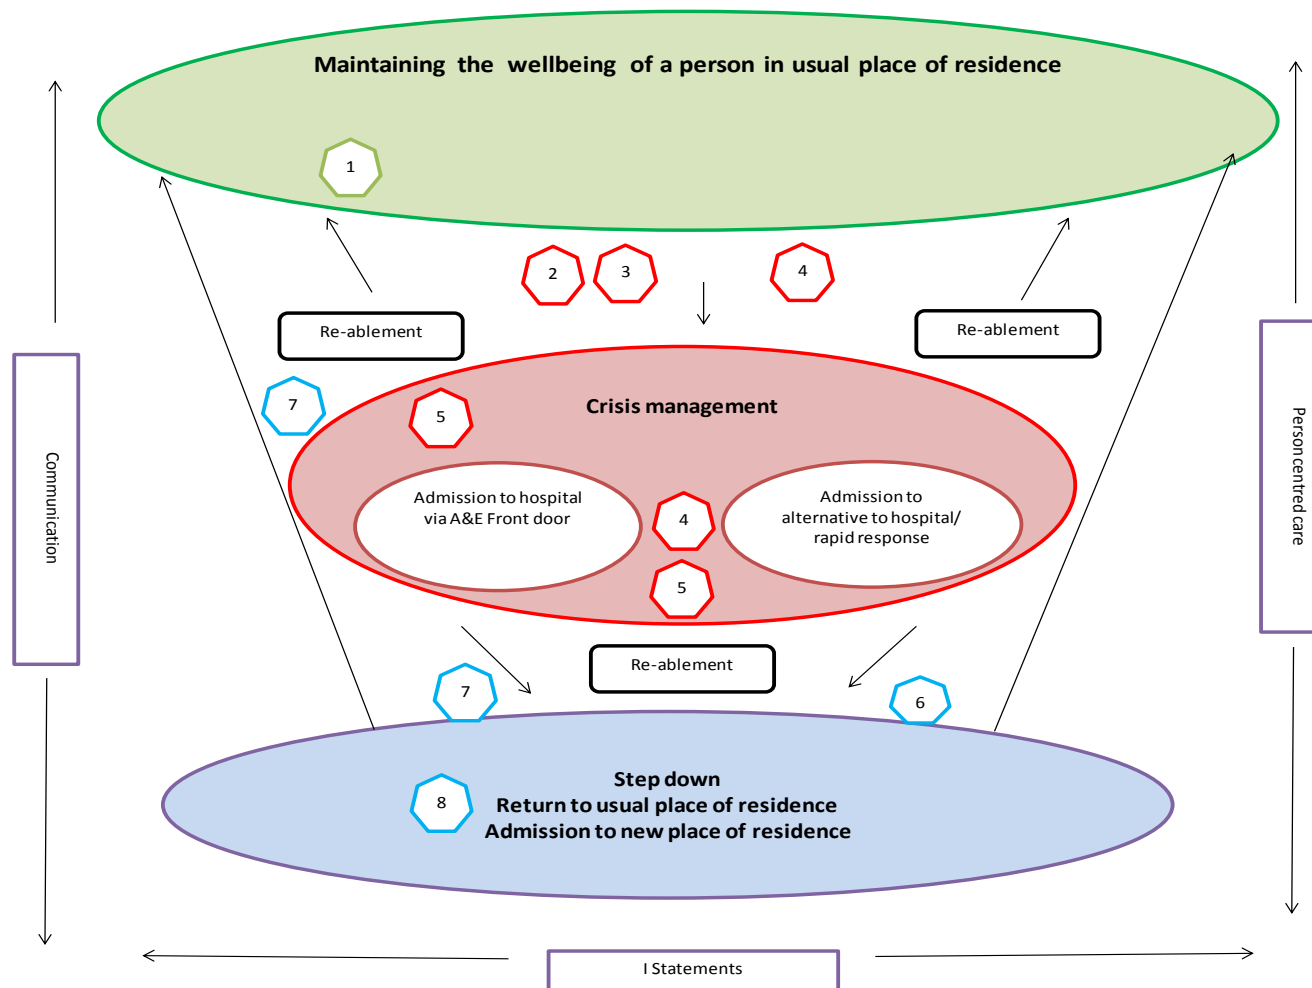 Maintaining the wellbeing of a person in usual place of residence
1
2
3
4
Re-ablement
Re-ablement
7
5
Crisis management
Communication
Person centred care
Admission to hospital
via A&E Front door
4
Admission to
alternative to hospital/
rapid response
5
Re-ablement
7
6
8
Step down
Return to usual place of residence
Admission to new place of residence
I Statements